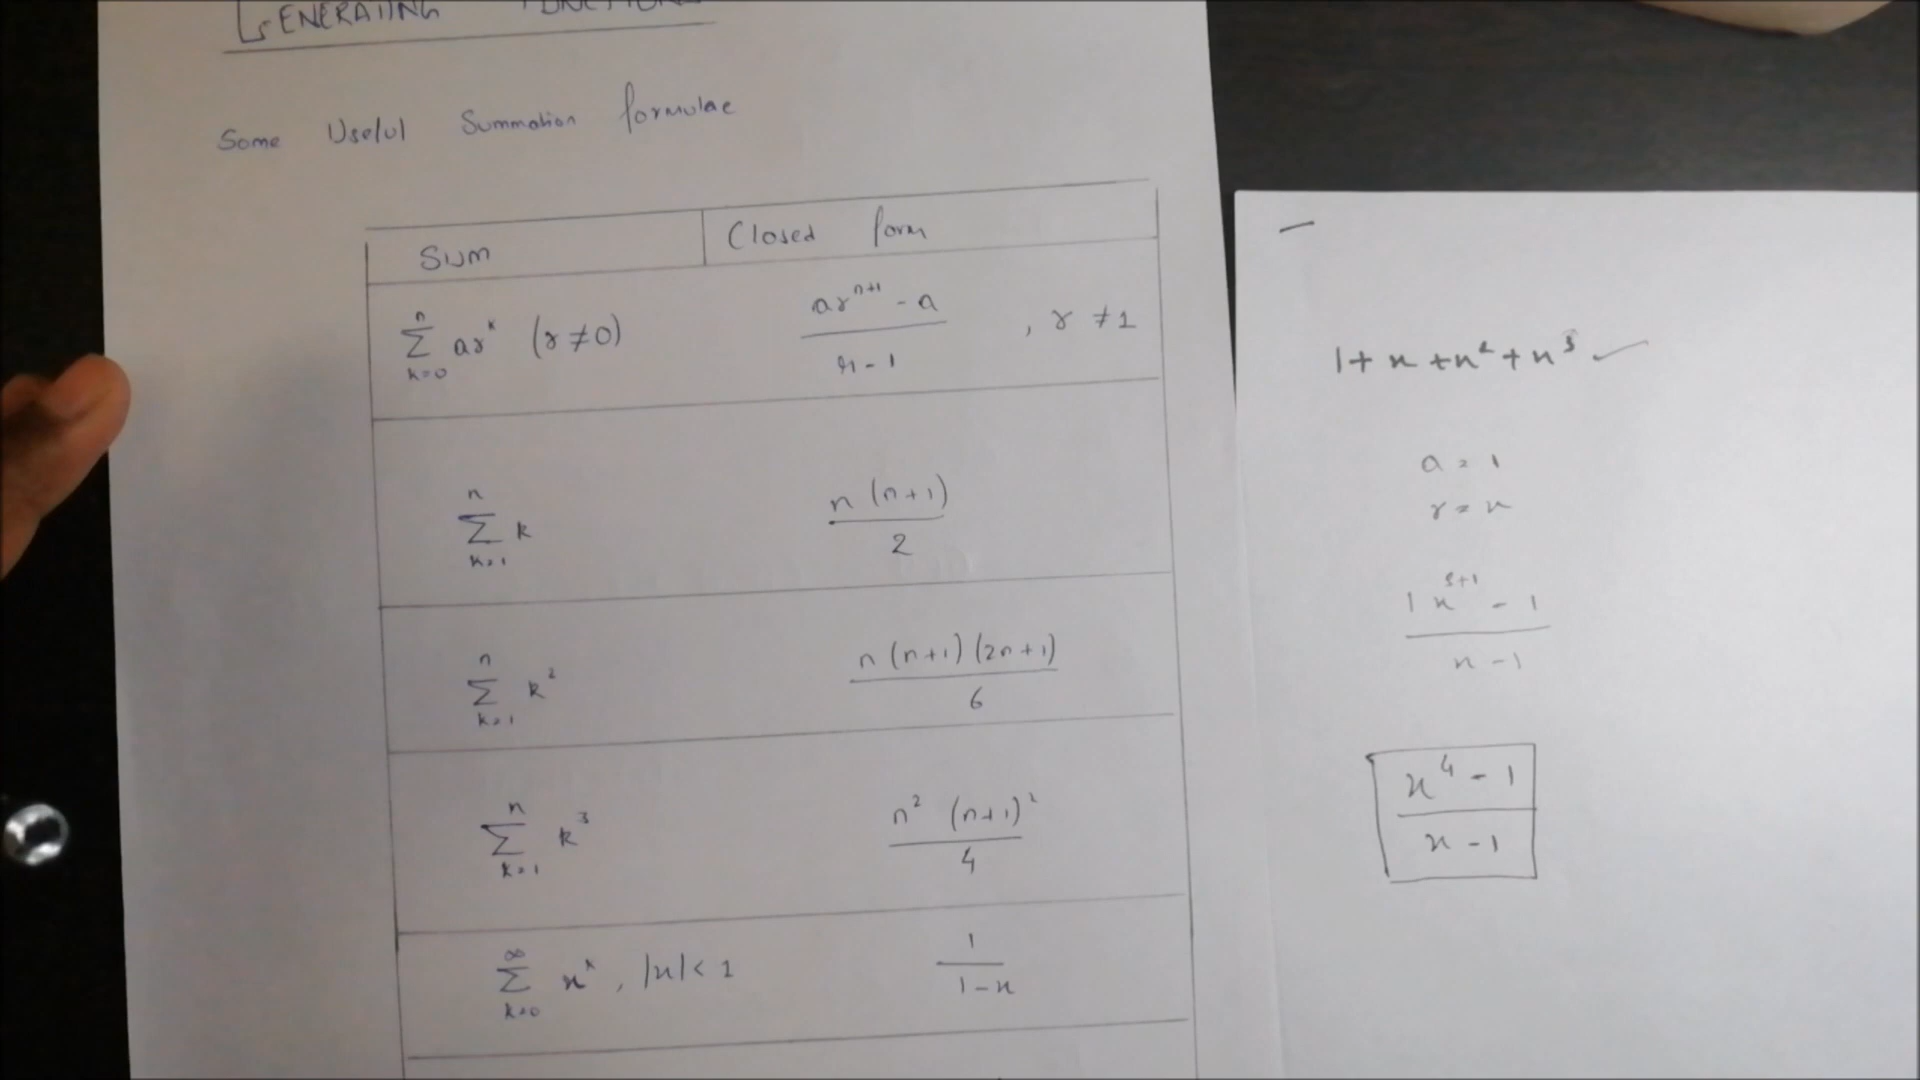 GENERATING FUNCTION
Some Useful Summation formulae
Sum Closed form
n
∑ ar^k (r ≠ 0)
k=0
ar^{n+1} - a
r - 1
, r ≠ 1
n
∑ k
k=1
n (n+1)
2
n
∑ k²
k=1
n (n+1) (2n+1)
6
n
∑ k³
k=1
n² (n+1)²
4
∞
∑ x^k , |x| < 1
k=0
1
1-x
1 + x + x² + x³ ✓
a = 1
r = x
1 x^{3+1} - 1
x - 1
x⁴ - 1
x - 1